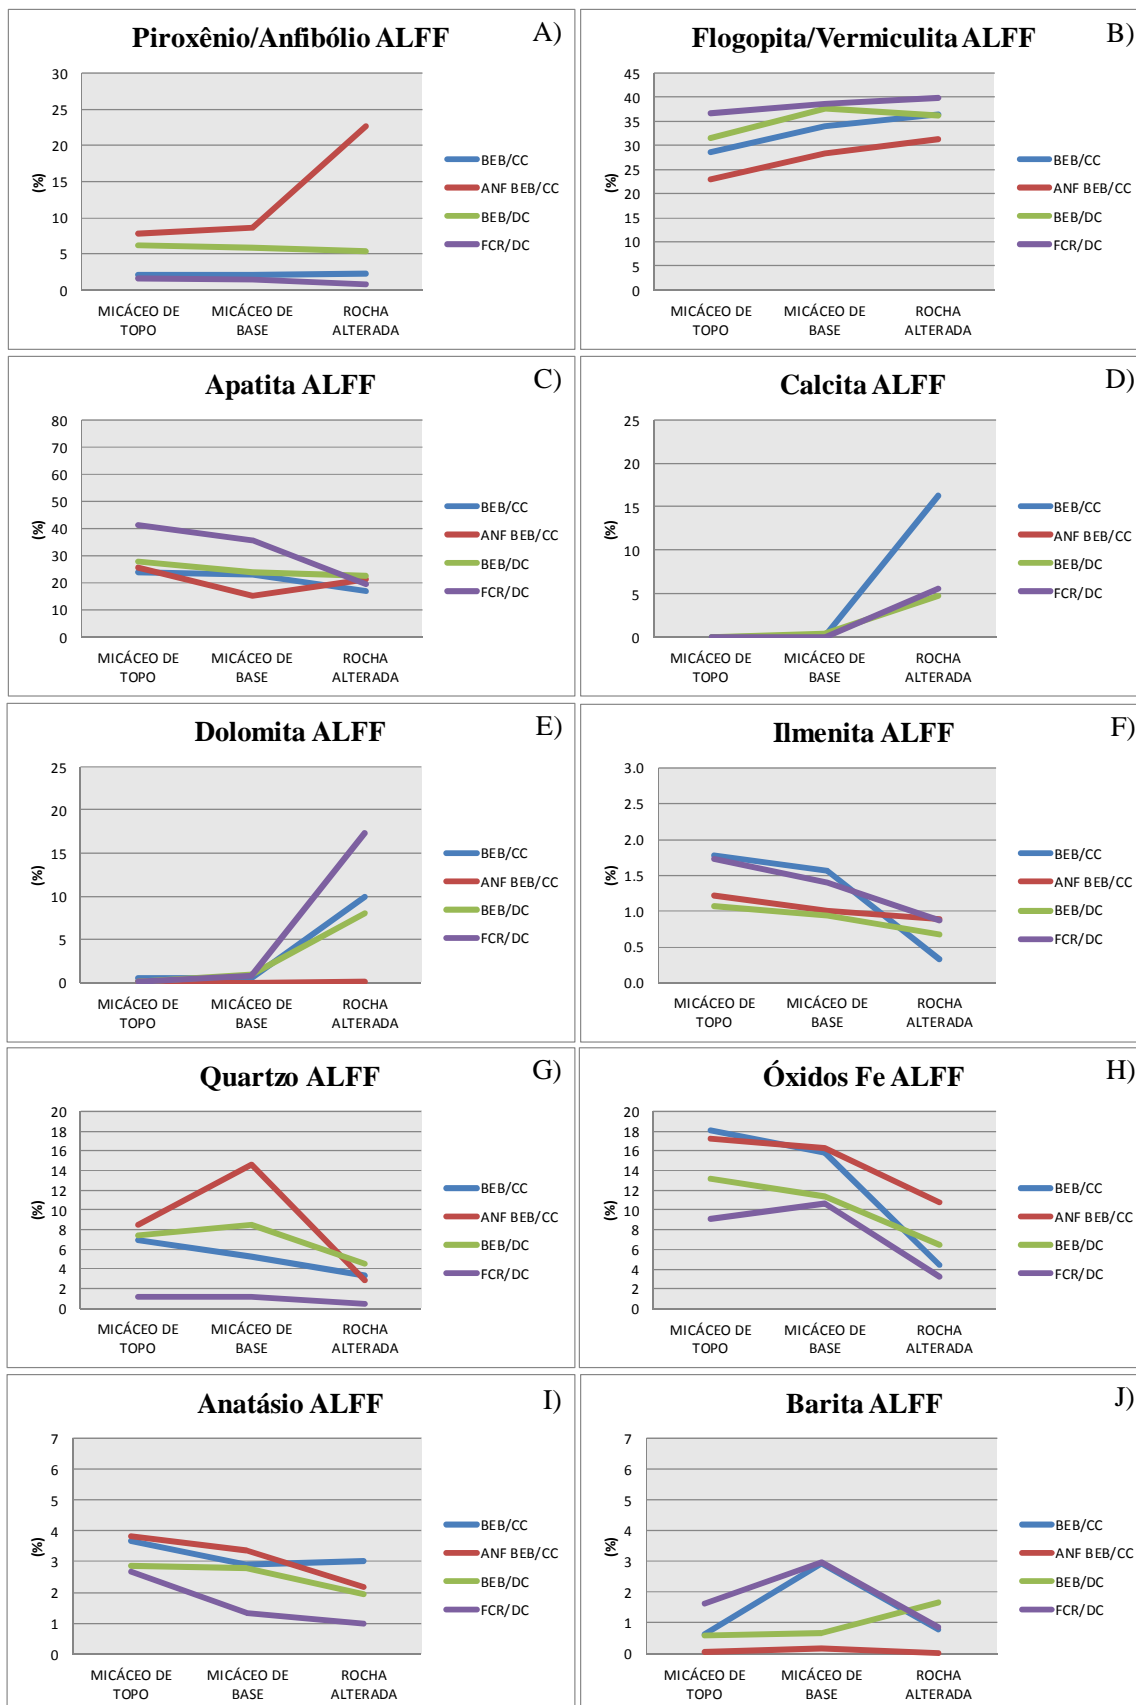 Piroxênio/Anfibólio ALFF
A)
30
25
20
15
10
5
0
(%)
MICÁCEO DE
TOPO
MICÁCEO DE
BASE
ROCHA
ALTERADA
BEB/CC
ANF BEB/CC
BEB/DC
FCR/DC
Flogopita/Vermiculita ALFF
B)
45
40
35
30
25
20
15
10
5
0
(%)
MICÁCEO DE
TOPO
MICÁCEO DE
BASE
ROCHA
ALTERADA
BEB/CC
ANF BEB/CC
BEB/DC
FCR/DC
Apatita ALFF
C)
80
70
60
50
40
30
20
10
0
(%)
MICÁCEO DE
TOPO
MICÁCEO DE
BASE
ROCHA
ALTERADA
BEB/CC
ANF BEB/CC
BEB/DC
FCR/DC
Calcita ALFF
D)
25
20
15
10
5
0
(%)
MICÁCEO DE
TOPO
MICÁCEO DE
BASE
ROCHA
ALTERADA
BEB/CC
ANF BEB/CC
BEB/DC
FCR/DC
Dolomita ALFF
E)
25
20
15
10
5
0
(%)
MICÁCEO DE
TOPO
MICÁCEO DE
BASE
ROCHA
ALTERADA
BEB/CC
ANF BEB/CC
BEB/DC
FCR/DC
Ilmenita ALFF
F)
3.0
2.5
2.0
1.5
1.0
0.5
0.0
(%)
MICÁCEO DE
TOPO
MICÁCEO DE
BASE
ROCHA
ALTERADA
BEB/CC
ANF BEB/CC
BEB/DC
FCR/DC
Quartzo ALFF
G)
20
18
16
14
12
10
8
6
4
2
0
(%)
MICÁCEO DE
TOPO
MICÁCEO DE
BASE
ROCHA
ALTERADA
BEB/CC
ANF BEB/CC
BEB/DC
FCR/DC
Óxidos Fe ALFF
H)
20
18
16
14
12
10
8
6
4
2
0
(%)
MICÁCEO DE
TOPO
MICÁCEO DE
BASE
ROCHA
ALTERADA
BEB/CC
ANF BEB/CC
BEB/DC
FCR/DC
Anatásio ALFF
I)
7
6
5
4
3
2
1
0
(%)
MICÁCEO DE
TOPO
MICÁCEO DE
BASE
ROCHA
ALTERADA
BEB/CC
ANF BEB/CC
BEB/DC
FCR/DC
Barita ALFF
J)
7
6
5
4
3
2
1
0
(%)
MICÁCEO DE
TOPO
MICÁCEO DE
BASE
ROCHA
ALTERADA
BEB/CC
ANF BEB/CC
BEB/DC
FCR/DC